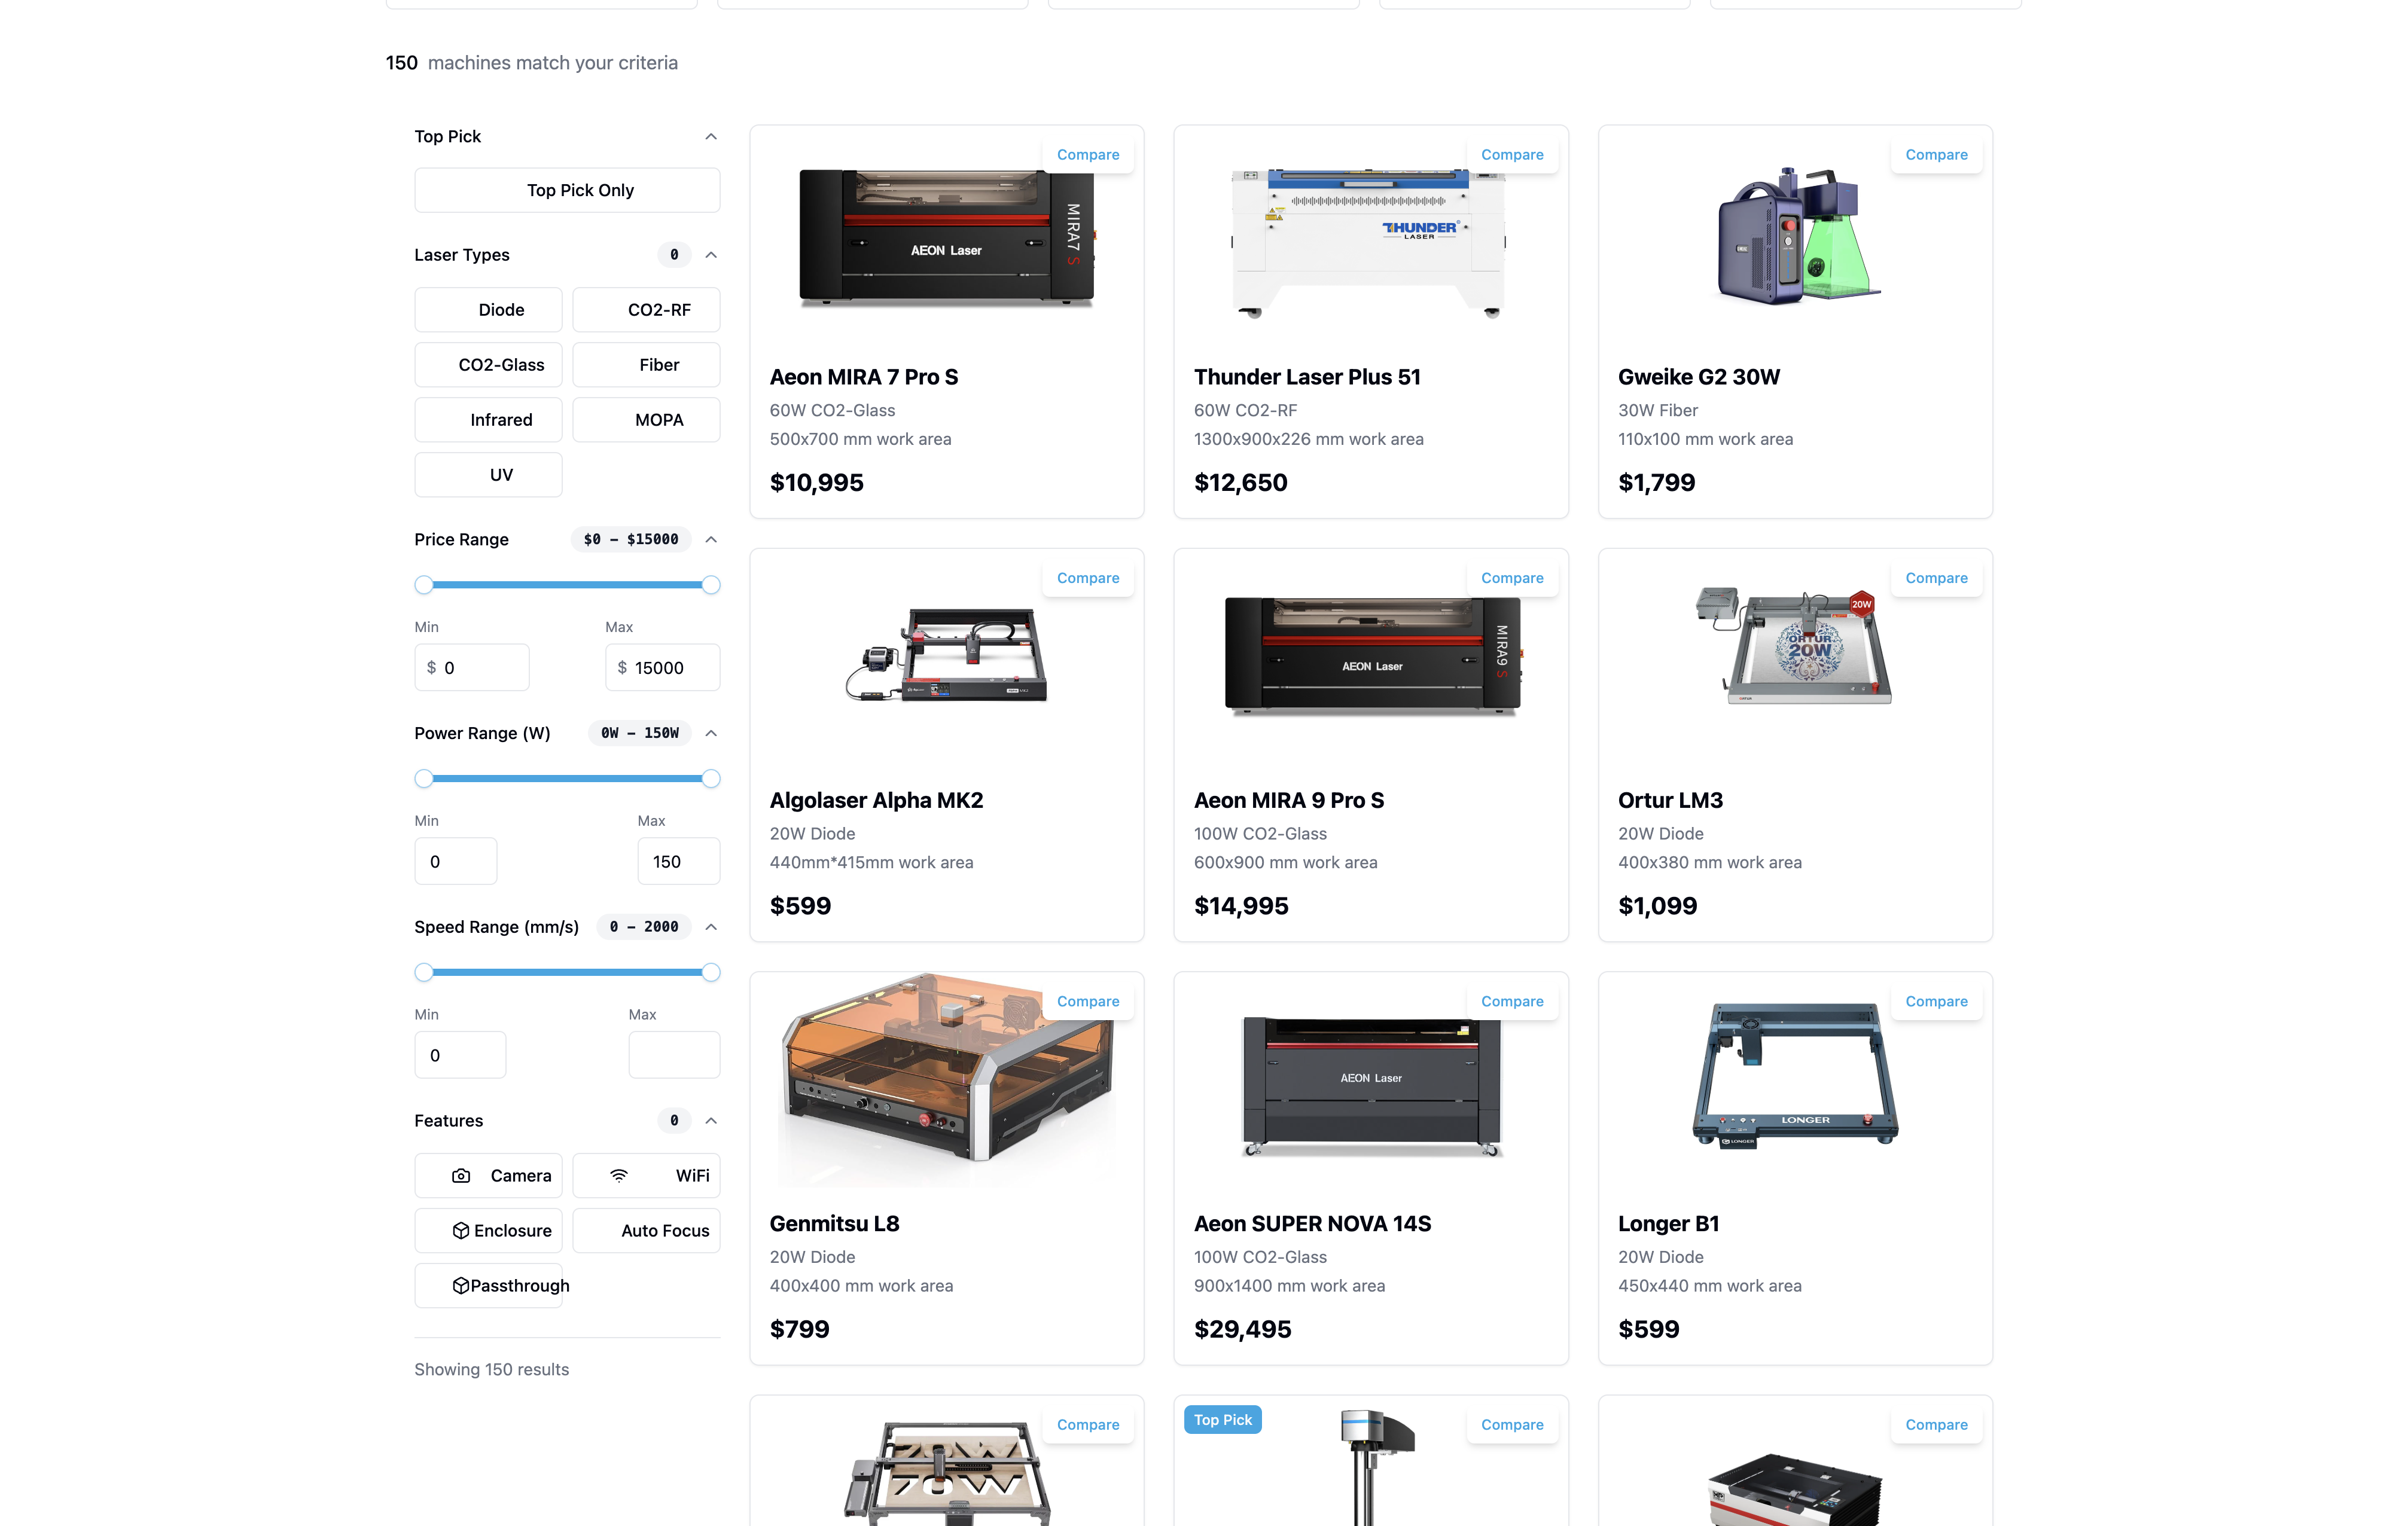 150 machines match your criteria
Top Pick
Top Pick Only
Laser Types 0
Diode
CO2-RF
CO2-Glass
Fiber
Infrared
MOPA
UV
Price Range $0 – $15000
Min
Max
$ 0
$ 15000
Power Range (W) 0W – 150W
Min
Max
0
150
Speed Range (mm/s) 0 – 2000
Min
Max
0
Features 0
Camera
WiFi
Enclosure
Auto Focus
Passthrough
Showing 150 results
Compare
AEON Laser
MIRA7 S
Aeon MIRA 7 Pro S
60W CO2-Glass
500x700 mm work area
$10,995
Compare
THUNDER
LASER
Thunder Laser Plus 51
60W CO2-RF
1300x900x226 mm work area
$12,650
Compare
Gweike G2 30W
30W Fiber
110x100 mm work area
$1,799
Compare
Algolaser Alpha MK2
20W Diode
440mm*415mm work area
$599
Compare
AEON Laser
MIRA9 S
Aeon MIRA 9 Pro S
100W CO2-Glass
600x900 mm work area
$14,995
Compare
20W
ORTUR
20W
Ortur LM3
20W Diode
400x380 mm work area
$1,099
Compare
Genmitsu L8
20W Diode
400x400 mm work area
$799
Compare
AEON Laser
Aeon SUPER NOVA 14S
100W CO2-Glass
900x1400 mm work area
$29,495
Compare
LONGER
LONGER
Longer B1
20W Diode
450x440 mm work area
$599
Compare
70W
Top Pick
Compare
Compare